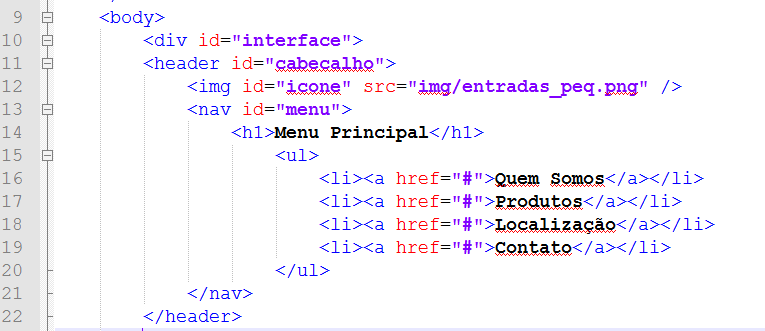 9 <body>
10 <div id="interface">
11 <header id="cabecalho">
12 <img id="icone" src="img/entradas_peq.png" />
13 <nav id="menu">
14 <h1>Menu Principal</h1>
15 <ul>
16 <li><a href="#">Quem Somos</a></li>
17 <li><a href="#">Produtos</a></li>
18 <li><a href="#">Localização</a></li>
19 <li><a href="#">Contato</a></li>
20 </ul>
21 </nav>
22 </header>